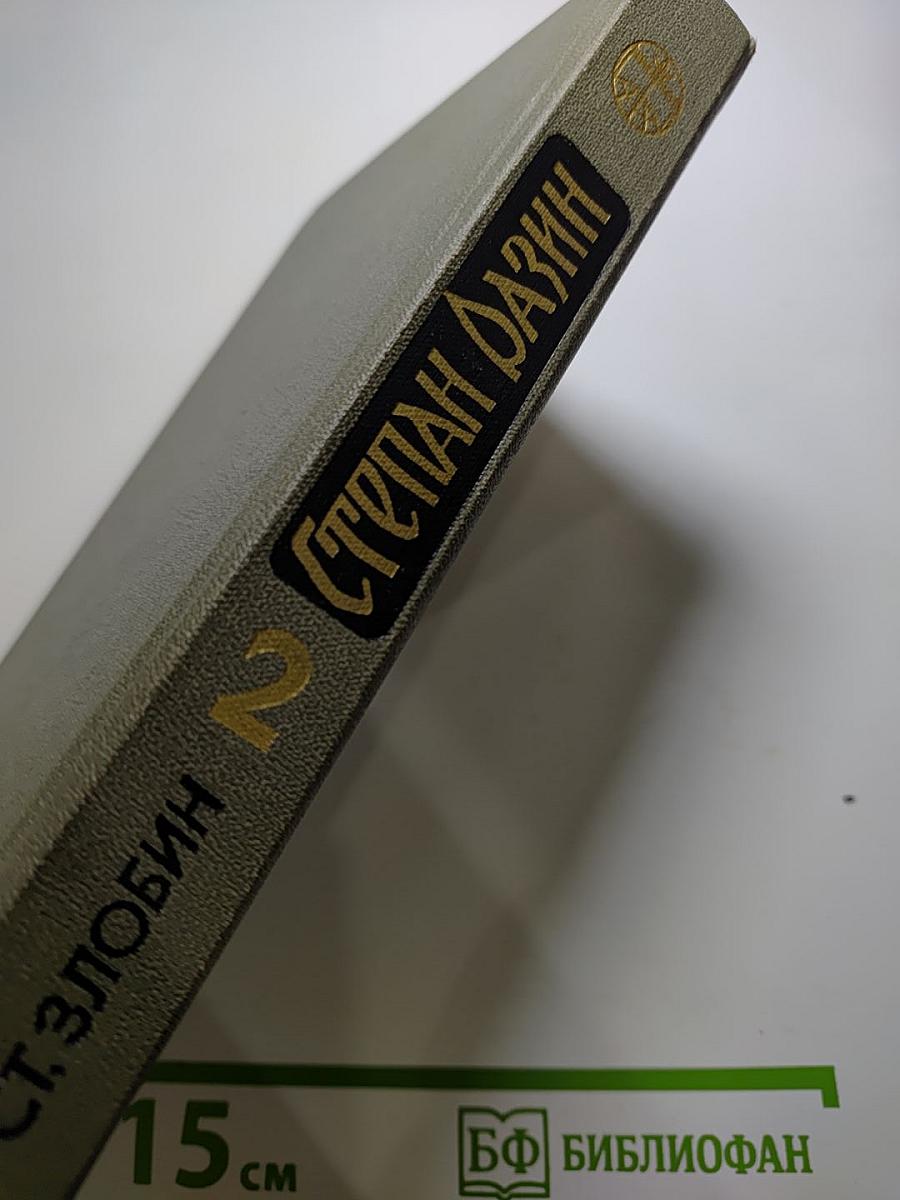 СТЕПАН РАЗИН
2
СТ. ЗЛОБИН
15 см
БФ БИБЛИОФАН